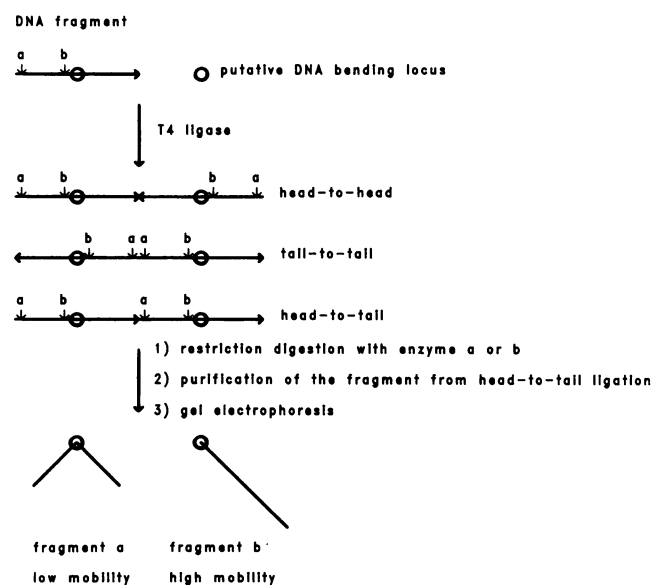 DNA fragment
a b
putative DNA bending locus
T4 ligase
a b b a
head-to-head
b a a b
tail-to-tail
a b a b
head-to-tail
1) restriction digestion with enzyme a or b
2) purification of the fragment from head-to-tail ligation
3) gel electrophoresis
fragment a fragment b
low mobility high mobility